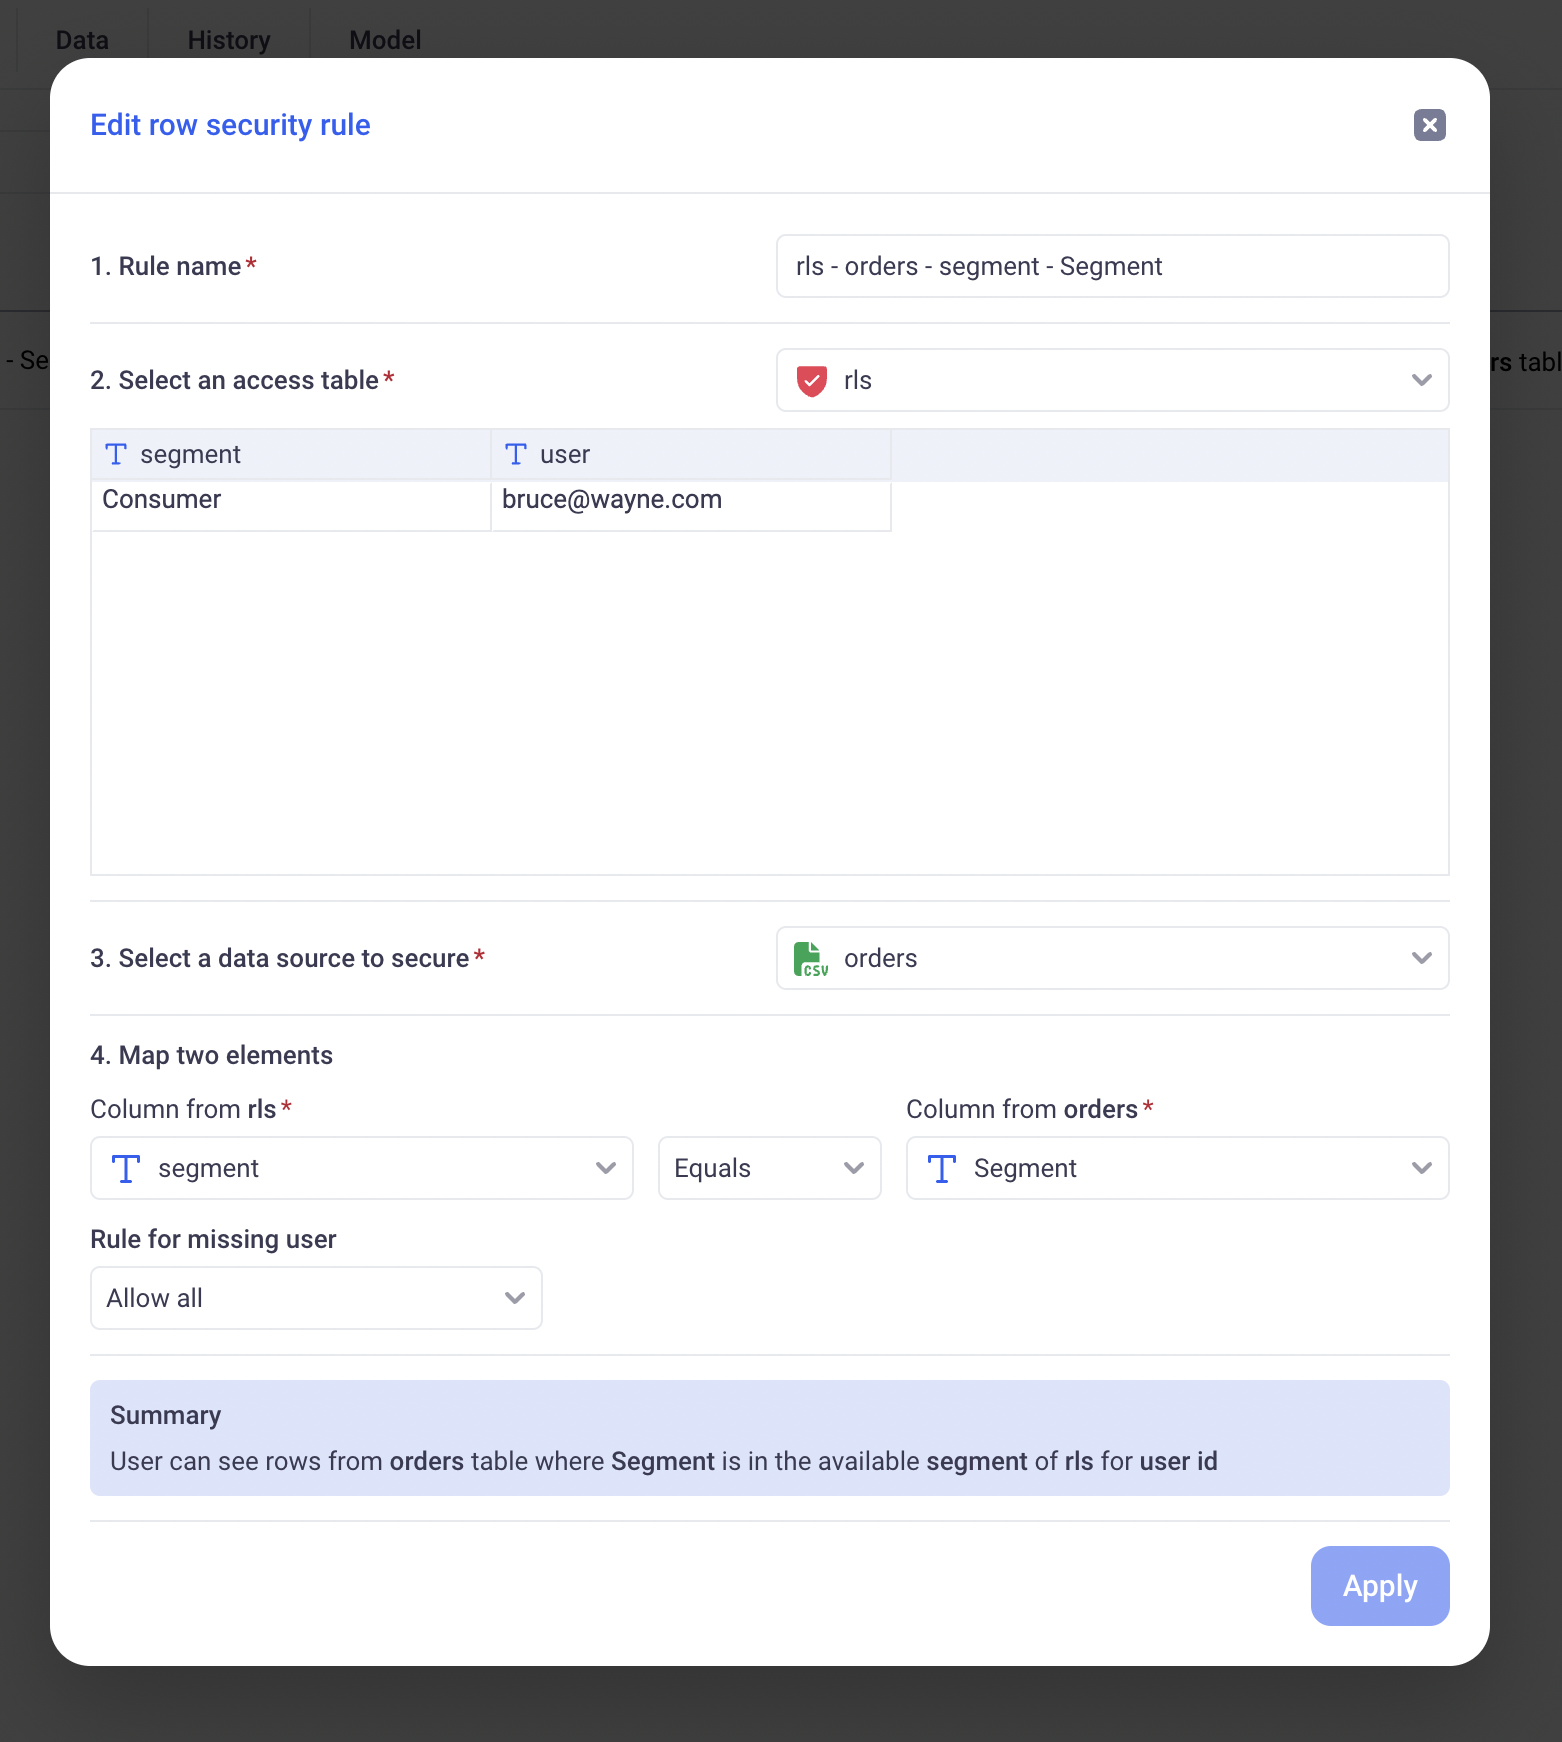 Data History Model
Edit row security rule
1. Rule name*
rls - orders - segment - Segment
- Se
rs tabl
2. Select an access table*
rls
segment user
Consumer bruce@wayne.com
3. Select a data source to secure*
CSV orders
4. Map two elements
Column from rls* Column from orders*
segment Equals Segment
Rule for missing user
Allow all
Summary
User can see rows from orders table where Segment is in the available segment of rls for user id
Apply